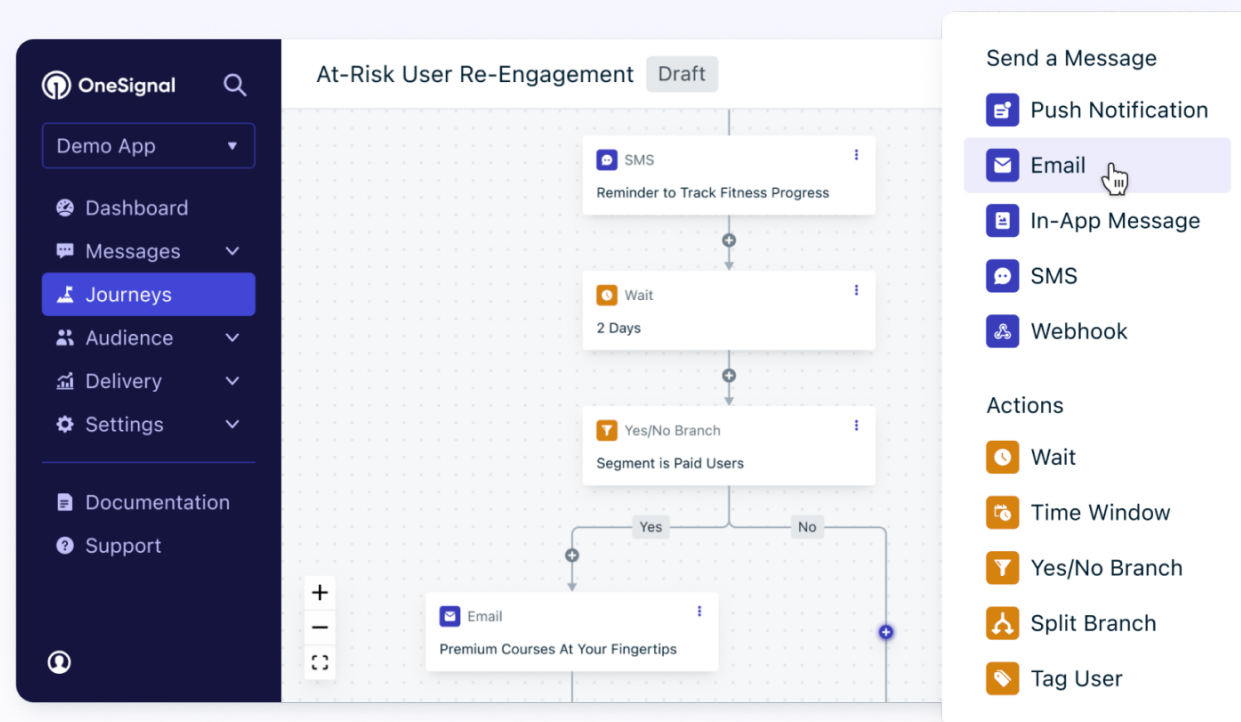 OneSignal
Demo App
Dashboard
Messages
Journeys
Audience
Delivery
Settings
Documentation
Support
At-Risk User Re-Engagement
Draft
SMS
Reminder to Track Fitness Progress
Wait
2 Days
Yes/No Branch
Segment is Paid Users
Yes
No
Email
Premium Courses At Your Fingertips
Send a Message
Push Notification
Email
In-App Message
SMS
Webhook
Actions
Wait
Time Window
Yes/No Branch
Split Branch
Tag User